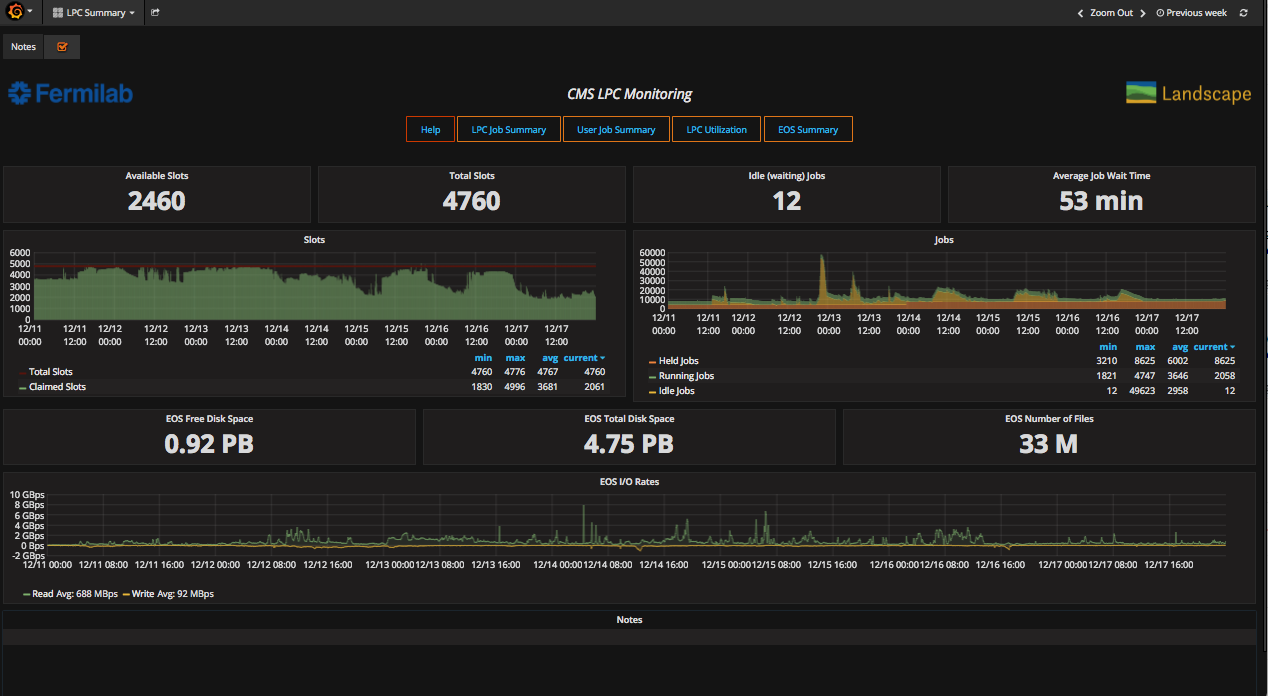 LPC Summary
Zoom Out
Previous week
Notes
Fermilab
CMS LPC Monitoring
Landscape
Help
LPC Job Summary
User Job Summary
LPC Utilization
EOS Summary
Available Slots
2460
Total Slots
4760
Idle (waiting) Jobs
12
Average Job Wait Time
53 min
Slots
6000
5000
4000
3000
2000
1000
0
12/11 12/11 12/12 12/12 12/13 12/13 12/14 12/14 12/15 12/15 12/16 12/16 12/17 12/17
00:00 12:00 00:00 12:00 00:00 12:00 00:00 12:00 00:00 12:00 00:00 12:00 00:00 12:00
min max avg current
Total Slots 4760 4776 4767 4760
Claimed Slots 1830 4996 3681 2061
Jobs
60000
50000
40000
30000
20000
10000
0
12/11 12/11 12/12 12/12 12/13 12/13 12/14 12/14 12/15 12/15 12/16 12/16 12/17 12/17
00:00 12:00 00:00 12:00 00:00 12:00 00:00 12:00 00:00 12:00 00:00 12:00 00:00 12:00
min max avg current
Held Jobs 3210 8625 6002 8625
Running Jobs 1821 4747 3646 2058
Idle Jobs 12 49623 2958 12
EOS Free Disk Space
0.92 PB
EOS Total Disk Space
4.75 PB
EOS Number of Files
33 M
EOS I/O Rates
10 GBps
8 GBps
6 GBps
4 GBps
2 GBps
0 Bps
-2 GBps
12/11 00:00 12/11 08:00 12/11 16:00 12/12 00:00 12/12 08:00 12/12 16:00 12/13 00:00 12/13 08:00 12/13 16:00 12/14 00:00 12/14 08:00 12/14 16:00 12/15 00:00 12/15 08:00 12/15 16:00 12/16 00:00 12/16 08:00 12/16 16:00 12/17 00:00 12/17 08:00 12/17 16:00
Read Avg: 688 MBps Write Avg: 92 MBps
Notes